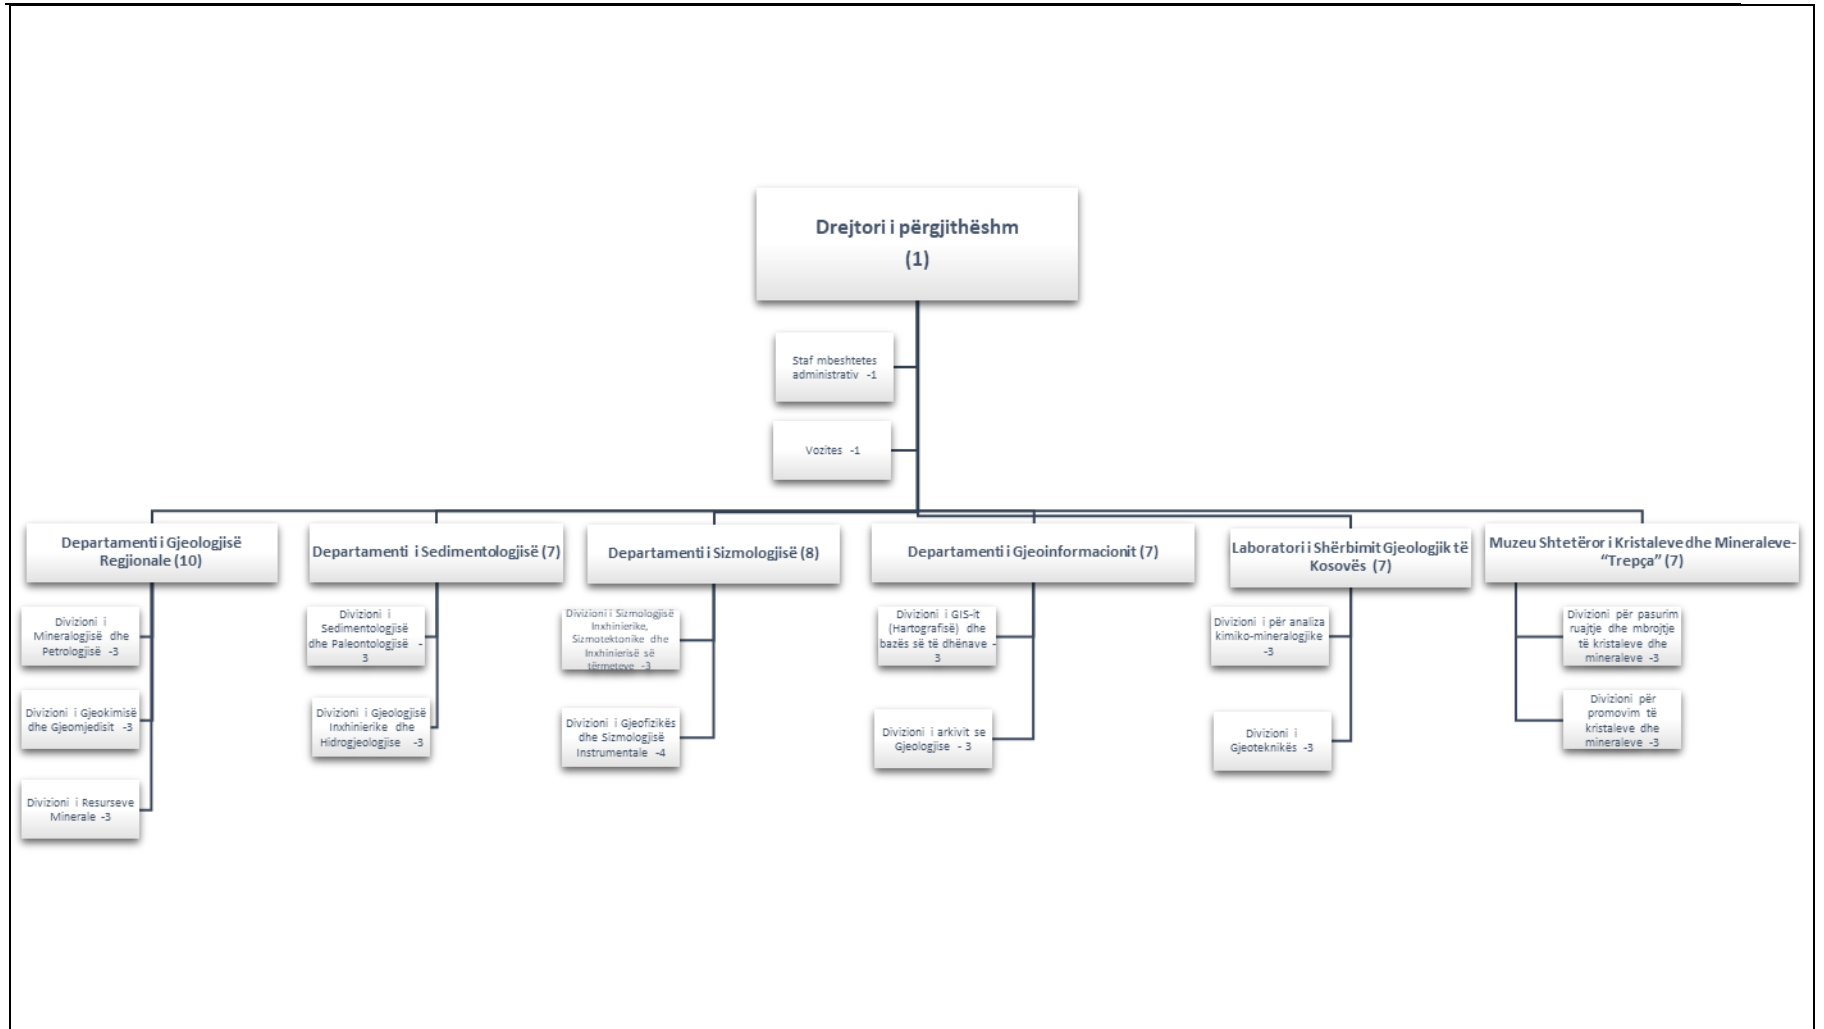 Drejtori i përgjithëshm
(1)
Staf mbeshtetes
administrativ -1
Vozites -1
Departamenti i Gjeologjisë
Regjionale (10)
Divizioni i
Mineralogjisë dhe
Petrologjisë -3
Divizioni i Gjeokimisë
dhe Gjeomjedisit -3
Divizioni i Resurseve
Minerale -3
Departamenti i Sedimentologjisë (7)
Divizioni i
Sedimentologjisë
dhe Paleontologjisë -
3
Divizioni i Gjeologjisë
Inxhinierike dhe
Hidrogjeologjise -3
Departamenti i Sizmologjisë (8)
Divizioni i Sizmologjisë
Inxhinierike,
Sizmotektonike dhe
Inxhinierisë së
tërmeteve -3
Divizioni i Gjeofizikës
dhe Sizmologjisë
Instrumentale -4
Departamenti i Gjeoinformacionit (7)
Divizioni i GIS-it
(Hartografisë) dhe
bazës së të dhënave -
3
Divizioni i arkivit se
Gjeologjise - 3
Laboratori i Shërbimit Gjeologjik të
Kosovës (7)
Divizioni i për analiza
kimiko-mineralogjike
-3
Divizioni i
Gjeoteknikës -3
Muzeu Shtetëror i Kristaleve dhe Mineraleve-
“Trepça” (7)
Divizioni për pasurim
ruajtje dhe mbrojtje
të kristaleve dhe
mineraleve -3
Divizioni për
promovim të
kristaleve dhe
mineraleve -3